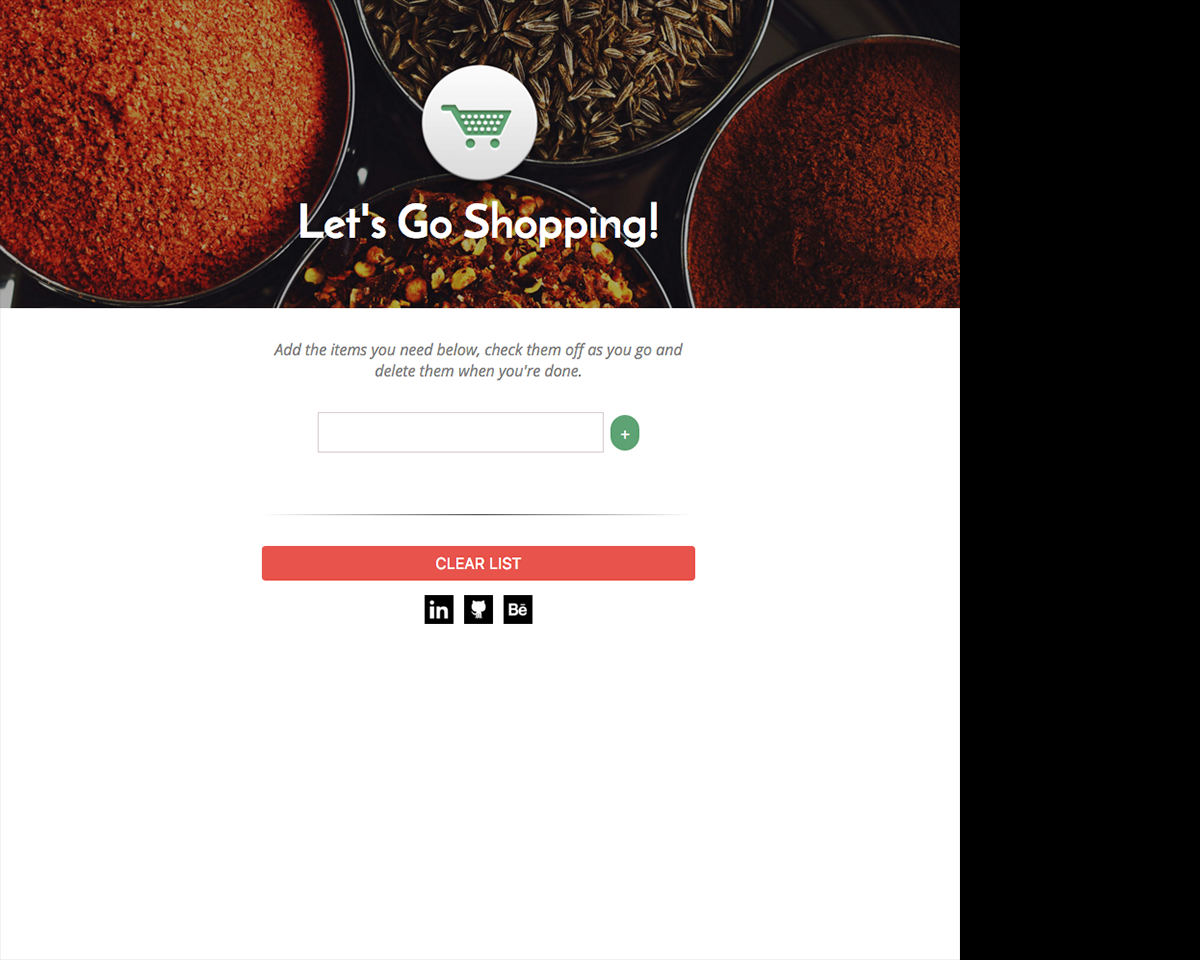 Let's Go Shopping!
Add the items you need below, check them off as you go and
delete them when you're done.
+
CLEAR LIST
in
Bē